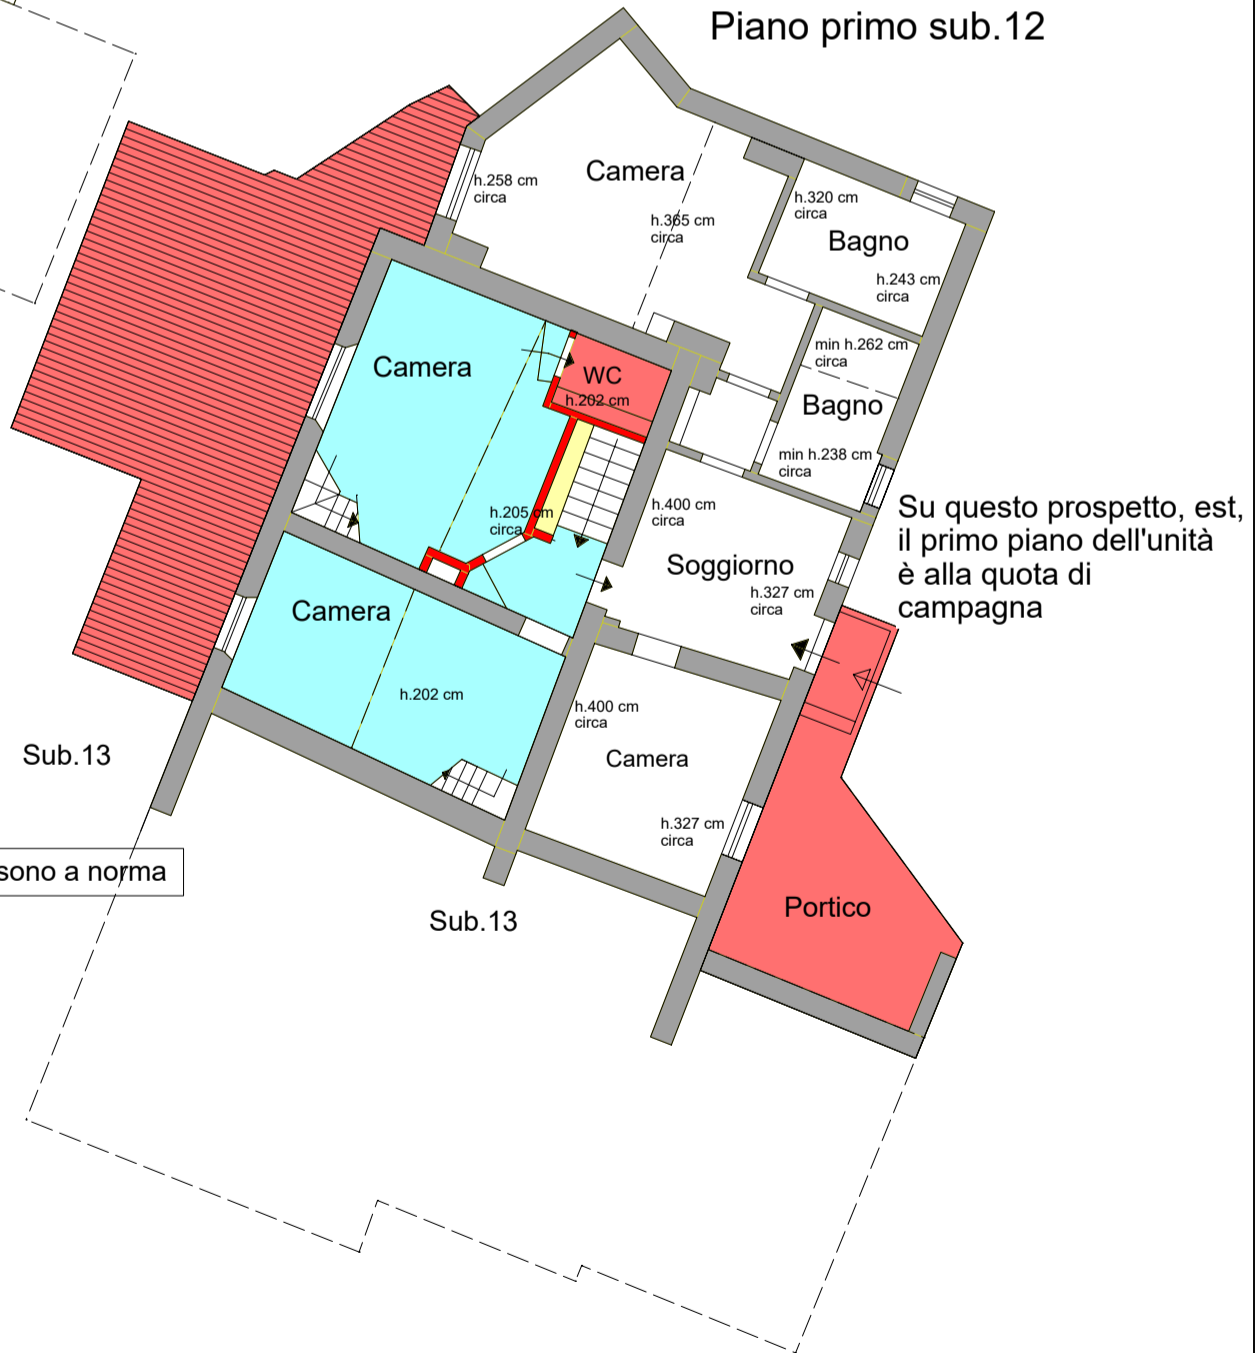 Piano primo sub.12
Camera
h.258 cm
circa
h.365 cm
circa
h.320 cm
circa
Bagno
h.243 cm
circa
min h.262 cm
circa
Bagno
min h.238 cm
circa
Camera
WC
h.202 cm
h.205 cm
circa
h.400 cm
circa
Soggiorno
h.327 cm
circa
Su questo prospetto, est,
il primo piano dell'unità
è alla quota di
campagna
Camera
h.202 cm
h.400 cm
circa
Camera
h.327 cm
circa
Sub.13
sono a norma
Sub.13
Portico